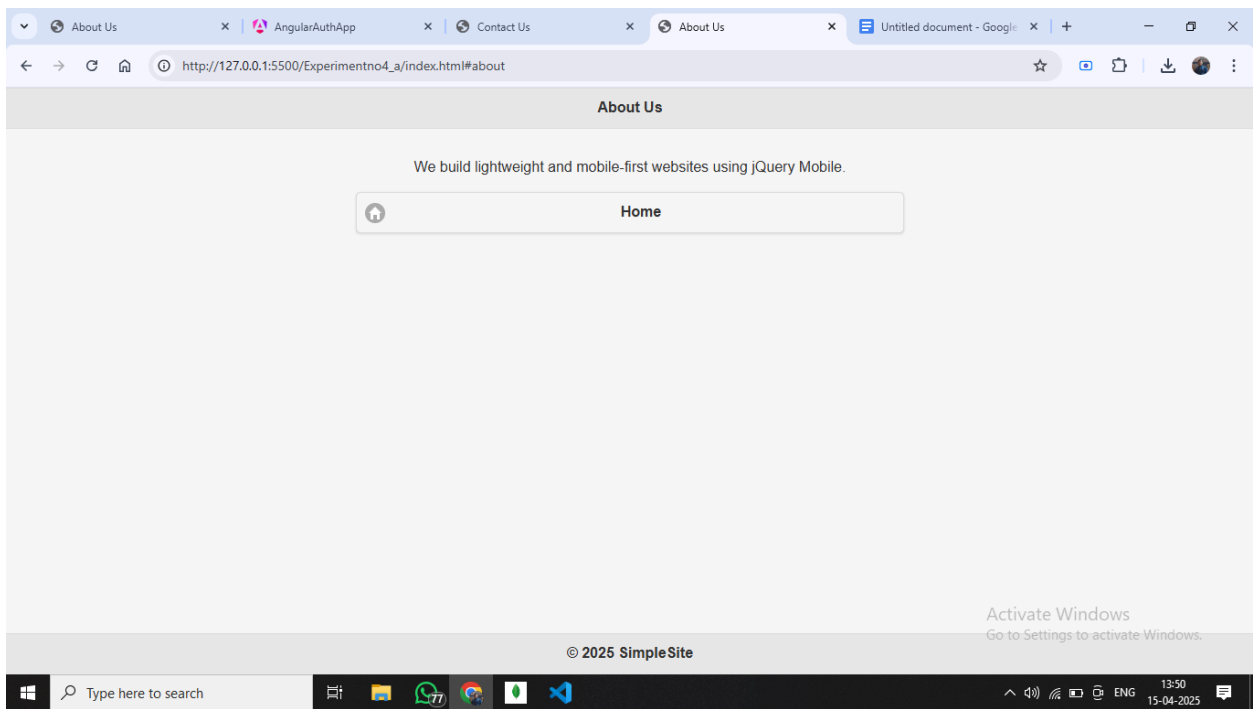 About Us
AngularAuthApp
Contact Us
About Us
Untitled document - Google
http://127.0.0.1:5500/Experimentno4_a/index.html#about
About Us
We build lightweight and mobile-first websites using jQuery Mobile.
Home
Activate Windows
Go to Settings to activate Windows.
© 2025 SimpleSite
Type here to search
77
ENG
13:50
15-04-2025